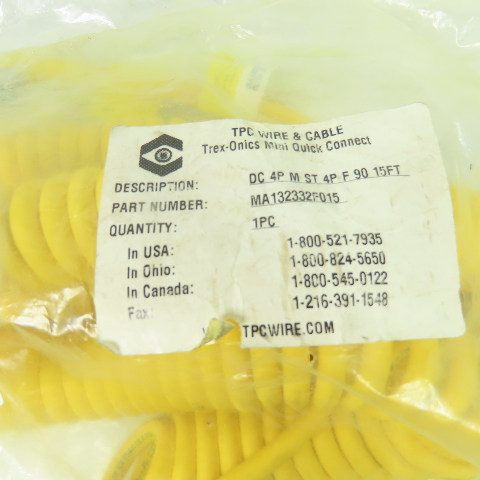 TPC WIRE & CABLE
Trex-Onics Mini Quick Connect
DESCRIPTION: DC 4P M ST 4P F 90 15FT
PART NUMBER: MA132332F015
QUANTITY: 1PC
In USA: 1-800-521-7935
In Ohio: 1-800-824-5650
In Canada: 1-800-545-0122
Fax: 1-216-391-1548
TPCWIRE.COM